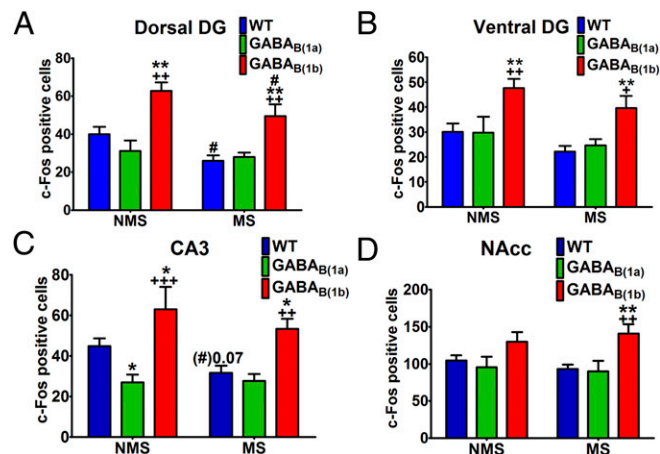 A
Dorsal DG
WT
GABAB(1a)
GABAB(1b)
c-Fos positive cells
80
60
40
20
0
**
++
#
#
**
++
NMS
MS
B
Ventral DG
WT
GABAB(1a)
GABAB(1b)
c-Fos positive cells
60
50
40
30
20
10
0
**
++
**
+
NMS
MS
C
CA3
WT
GABAB(1a)
GABAB(1b)
c-Fos positive cells
80
60
40
20
0
*
*
+++
(#)0.07
*
++
NMS
MS
D
NAcc
WT
GABAB(1a)
GABAB(1b)
c-Fos positive cells
200
150
100
50
0
**
++
NMS
MS